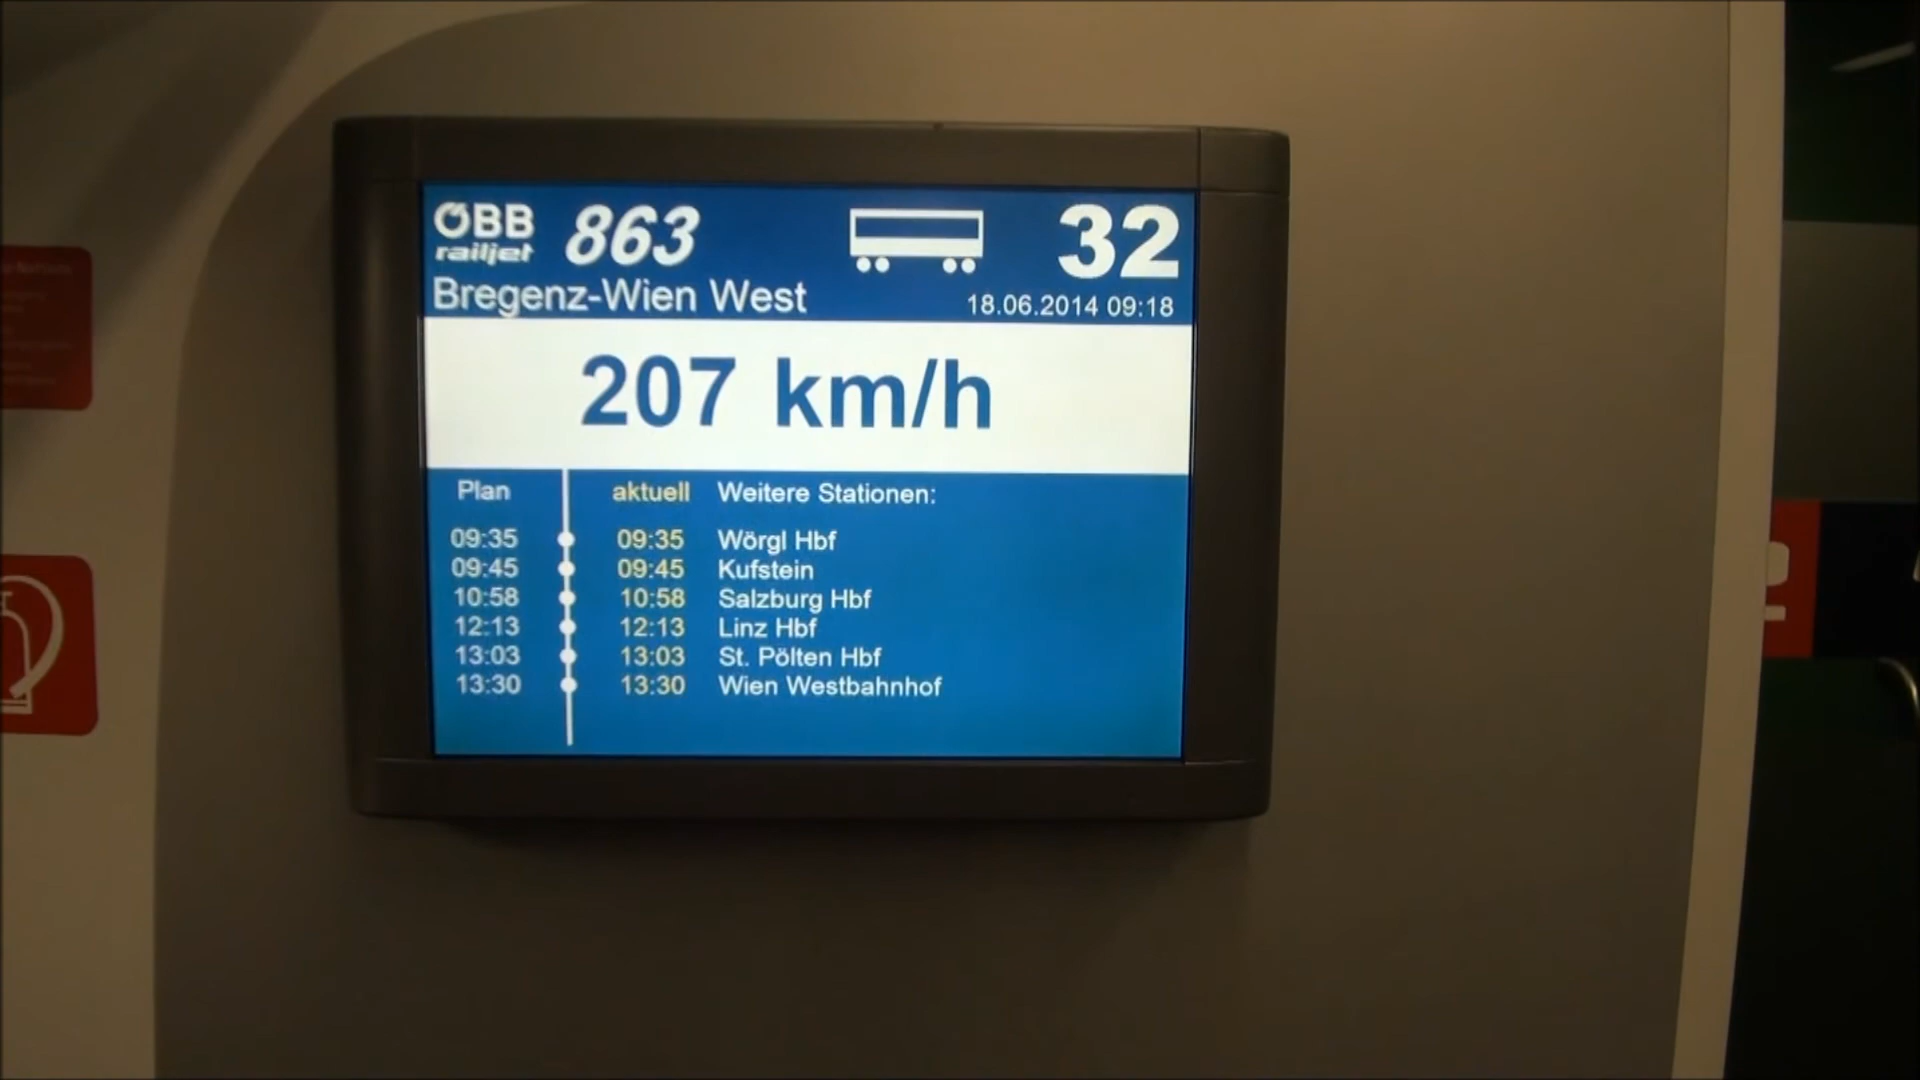 ÖBB railjet 863 32
Bregenz-Wien West 18.06.2014 09:18
207 km/h
Plan aktuell Weitere Stationen:
09:35 09:35 Wörgl Hbf
09:45 09:45 Kufstein
10:58 10:58 Salzburg Hbf
12:13 12:13 Linz Hbf
13:03 13:03 St. Pölten Hbf
13:30 13:30 Wien Westbahnhof